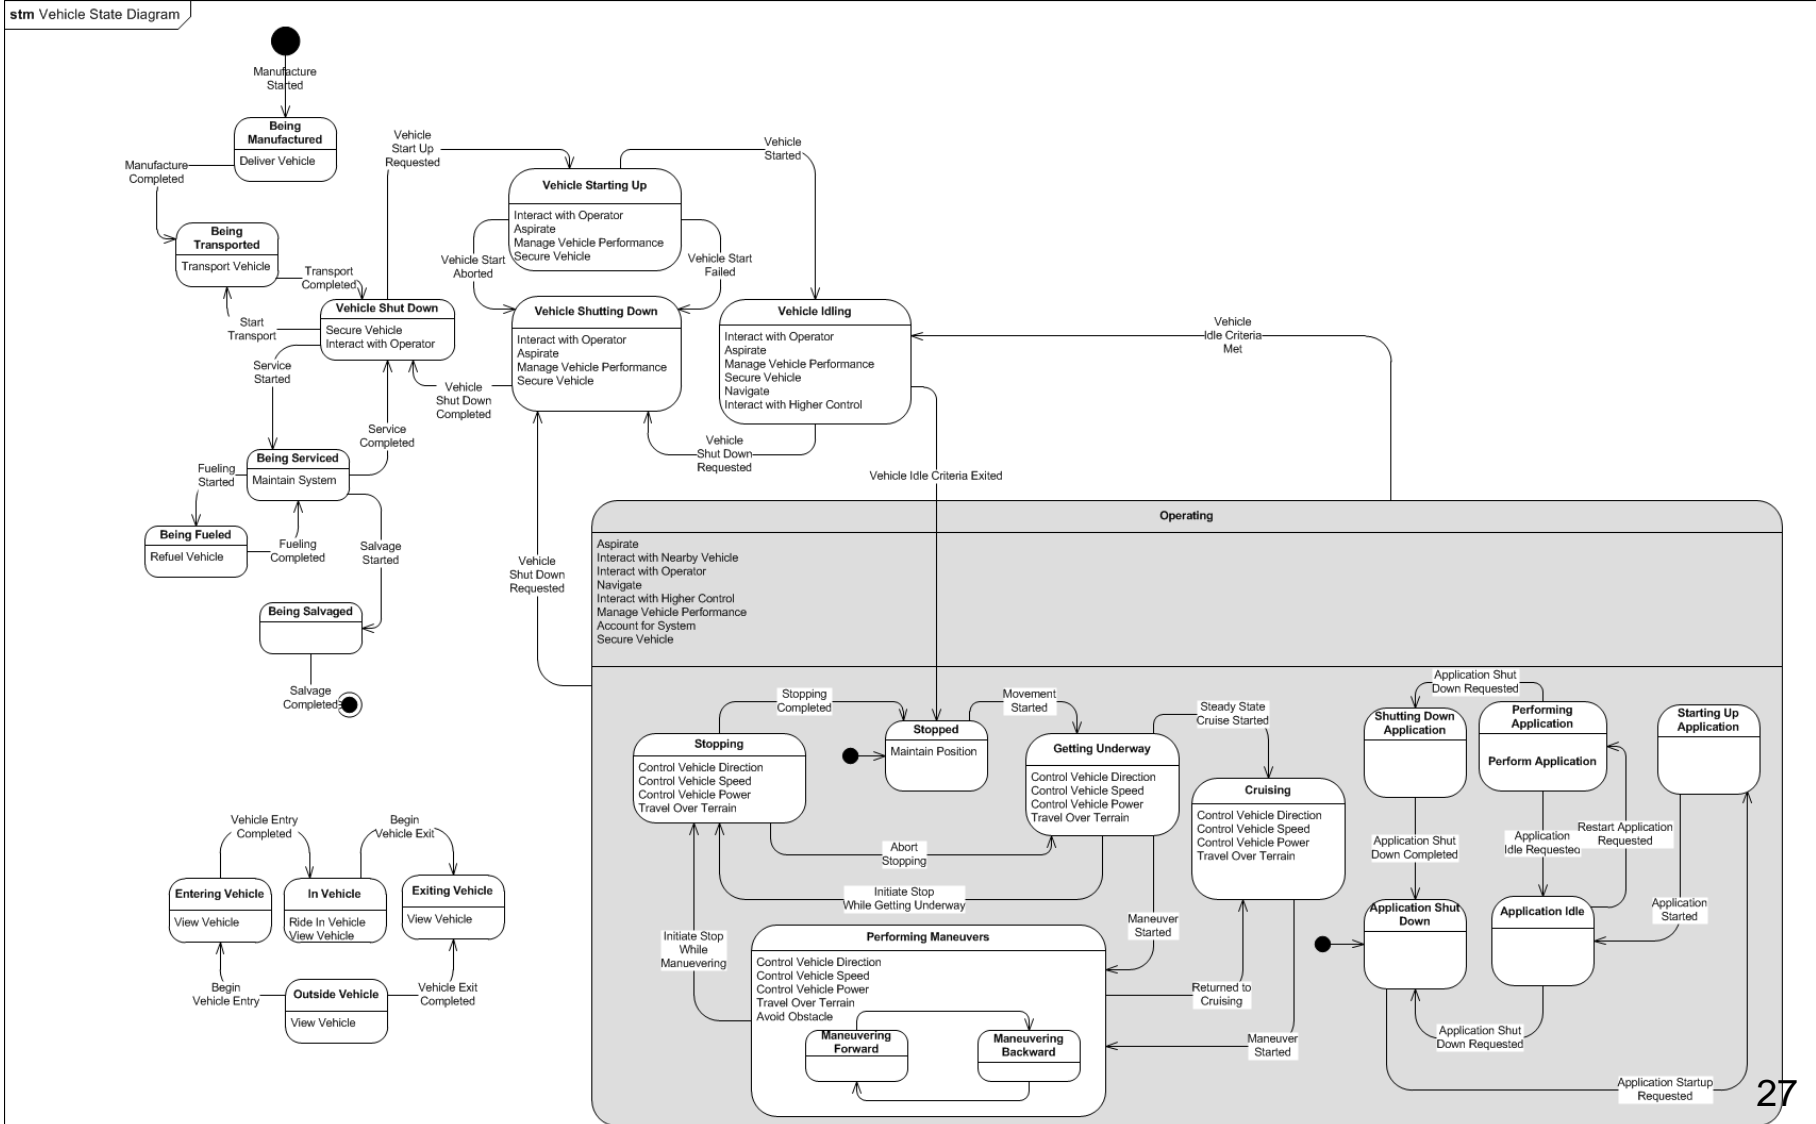 stm Vehicle State Diagram
Manufacture
Started
Being
Manufactured
Deliver Vehicle
Manufacture
Completed
Being
Transported
Transport Vehicle
Transport
Completed
Start
Transport
Vehicle Shut Down
Secure Vehicle
Interact with Operator
Vehicle
Start Up
Requested
Vehicle Starting Up
Interact with Operator
Aspirate
Manage Vehicle Performance
Secure Vehicle
Vehicle
Started
Vehicle Start
Aborted
Vehicle Start
Failed
Vehicle Shutting Down
Interact with Operator
Aspirate
Manage Vehicle Performance
Secure Vehicle
Vehicle Idling
Interact with Operator
Aspirate
Manage Vehicle Performance
Secure Vehicle
Navigate
Interact with Higher Control
Vehicle
Idle Criteria
Met
Service
Started
Vehicle
Shut Down
Completed
Service
Completed
Vehicle
Shut Down
Requested
Vehicle Idle Criteria Exited
Being Serviced
Maintain System
Fueling
Started
Being Fueled
Refuel Vehicle
Fueling
Completed
Salvage
Started
Being Salvaged
Salvage
Completed
Vehicle
Shut Down
Requested
Operating
Aspirate
Interact with Nearby Vehicle
Interact with Operator
Navigate
Interact with Higher Control
Manage Vehicle Performance
Account for System
Secure Vehicle
Stopping
Completed
Movement
Started
Steady State
Cruise Started
Stopping
Control Vehicle Direction
Control Vehicle Speed
Control Vehicle Power
Travel Over Terrain
Stopped
Maintain Position
Getting Underway
Control Vehicle Direction
Control Vehicle Speed
Control Vehicle Power
Travel Over Terrain
Cruising
Control Vehicle Direction
Control Vehicle Speed
Control Vehicle Power
Travel Over Terrain
Abort
Stopping
Initiate Stop
While Getting Underway
Maneuver
Started
Initiate Stop
While
Manuevering
Performing Maneuvers
Control Vehicle Direction
Control Vehicle Speed
Control Vehicle Power
Travel Over Terrain
Avoid Obstacle
Maneuvering
Forward
Maneuvering
Backward
Returned to
Cruising
Maneuver
Started
Application Shut
Down Requested
Shutting Down
Application
Performing
Application
Perform Application
Starting Up
Application
Application Shut
Down Completed
Application
Idle Requested
Restart Application
Requested
Application Shut
Down
Application Idle
Application
Started
Application Shut
Down Requested
Application Startup
Requested
Vehicle Entry
Completed
Begin
Vehicle Exit
Entering Vehicle
View Vehicle
In Vehicle
Ride In Vehicle
View Vehicle
Exiting Vehicle
View Vehicle
Begin
Vehicle Entry
Outside Vehicle
View Vehicle
Vehicle Exit
Completed
27